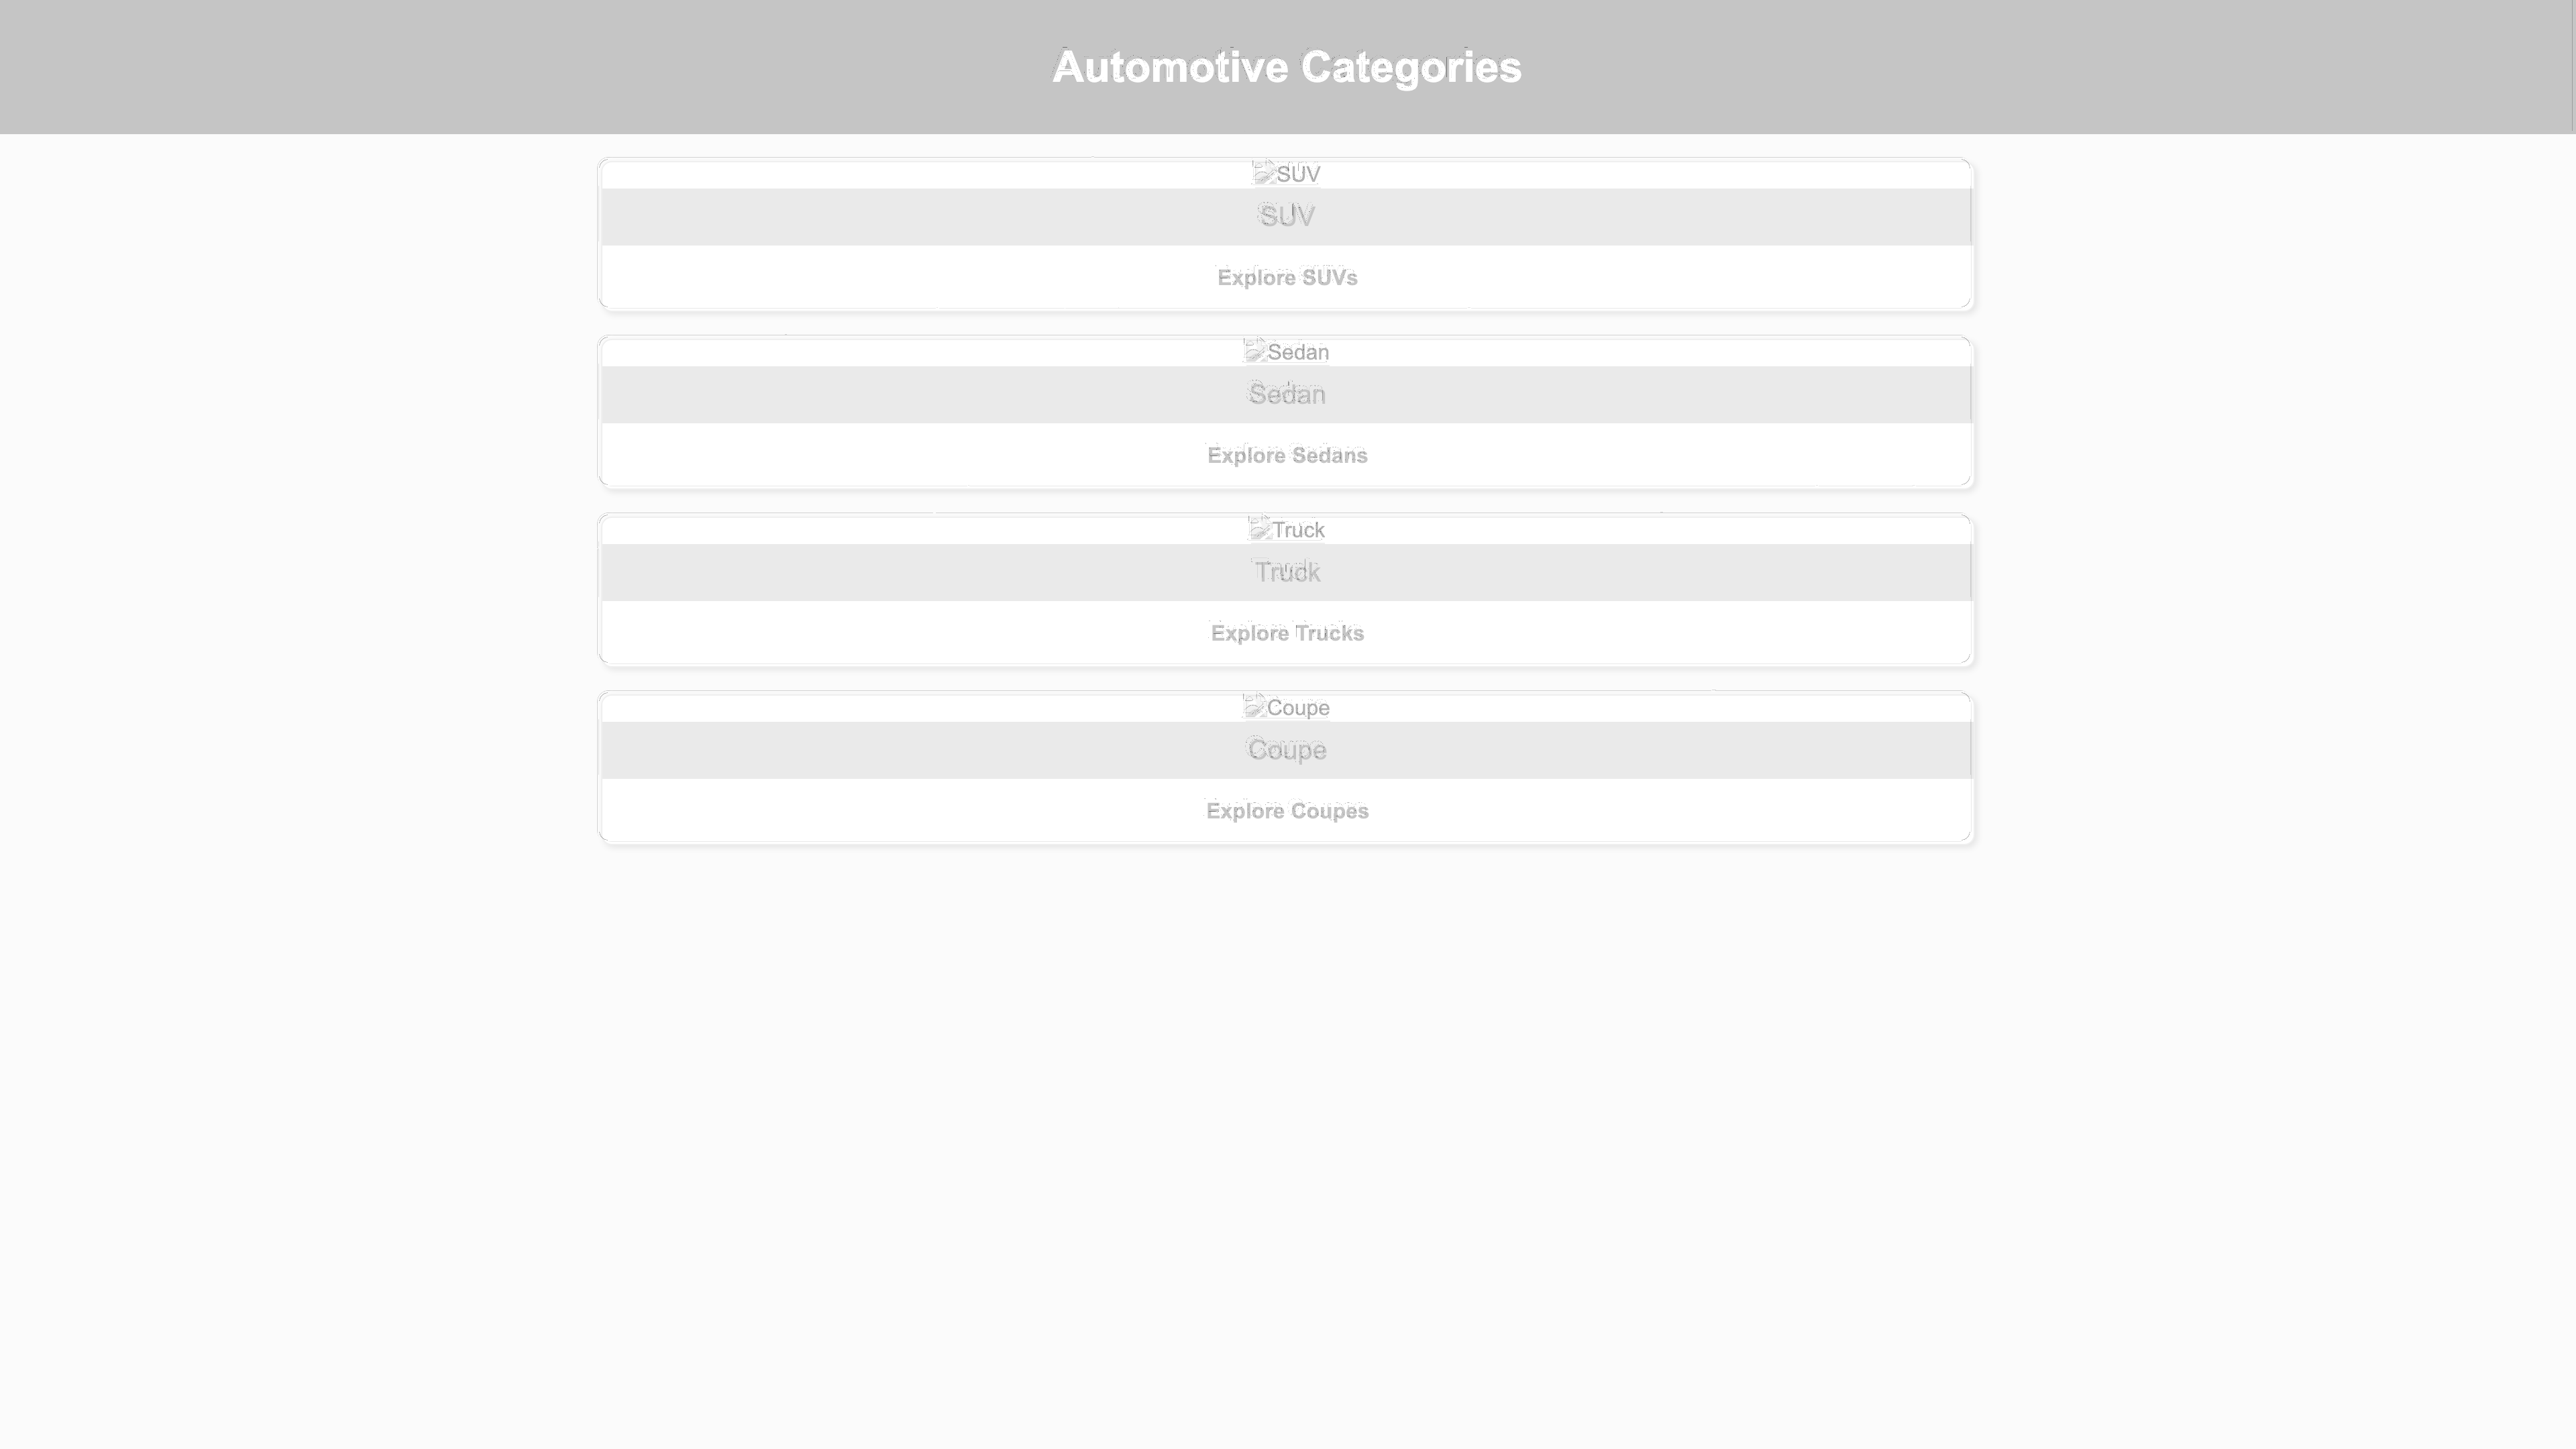 Automotive Categories
SUV
SUV
Explore SUVs
Sedan
Sedan
Explore Sedans
Truck
Truck
Explore Trucks
Coupe
Coupe
Explore Coupes